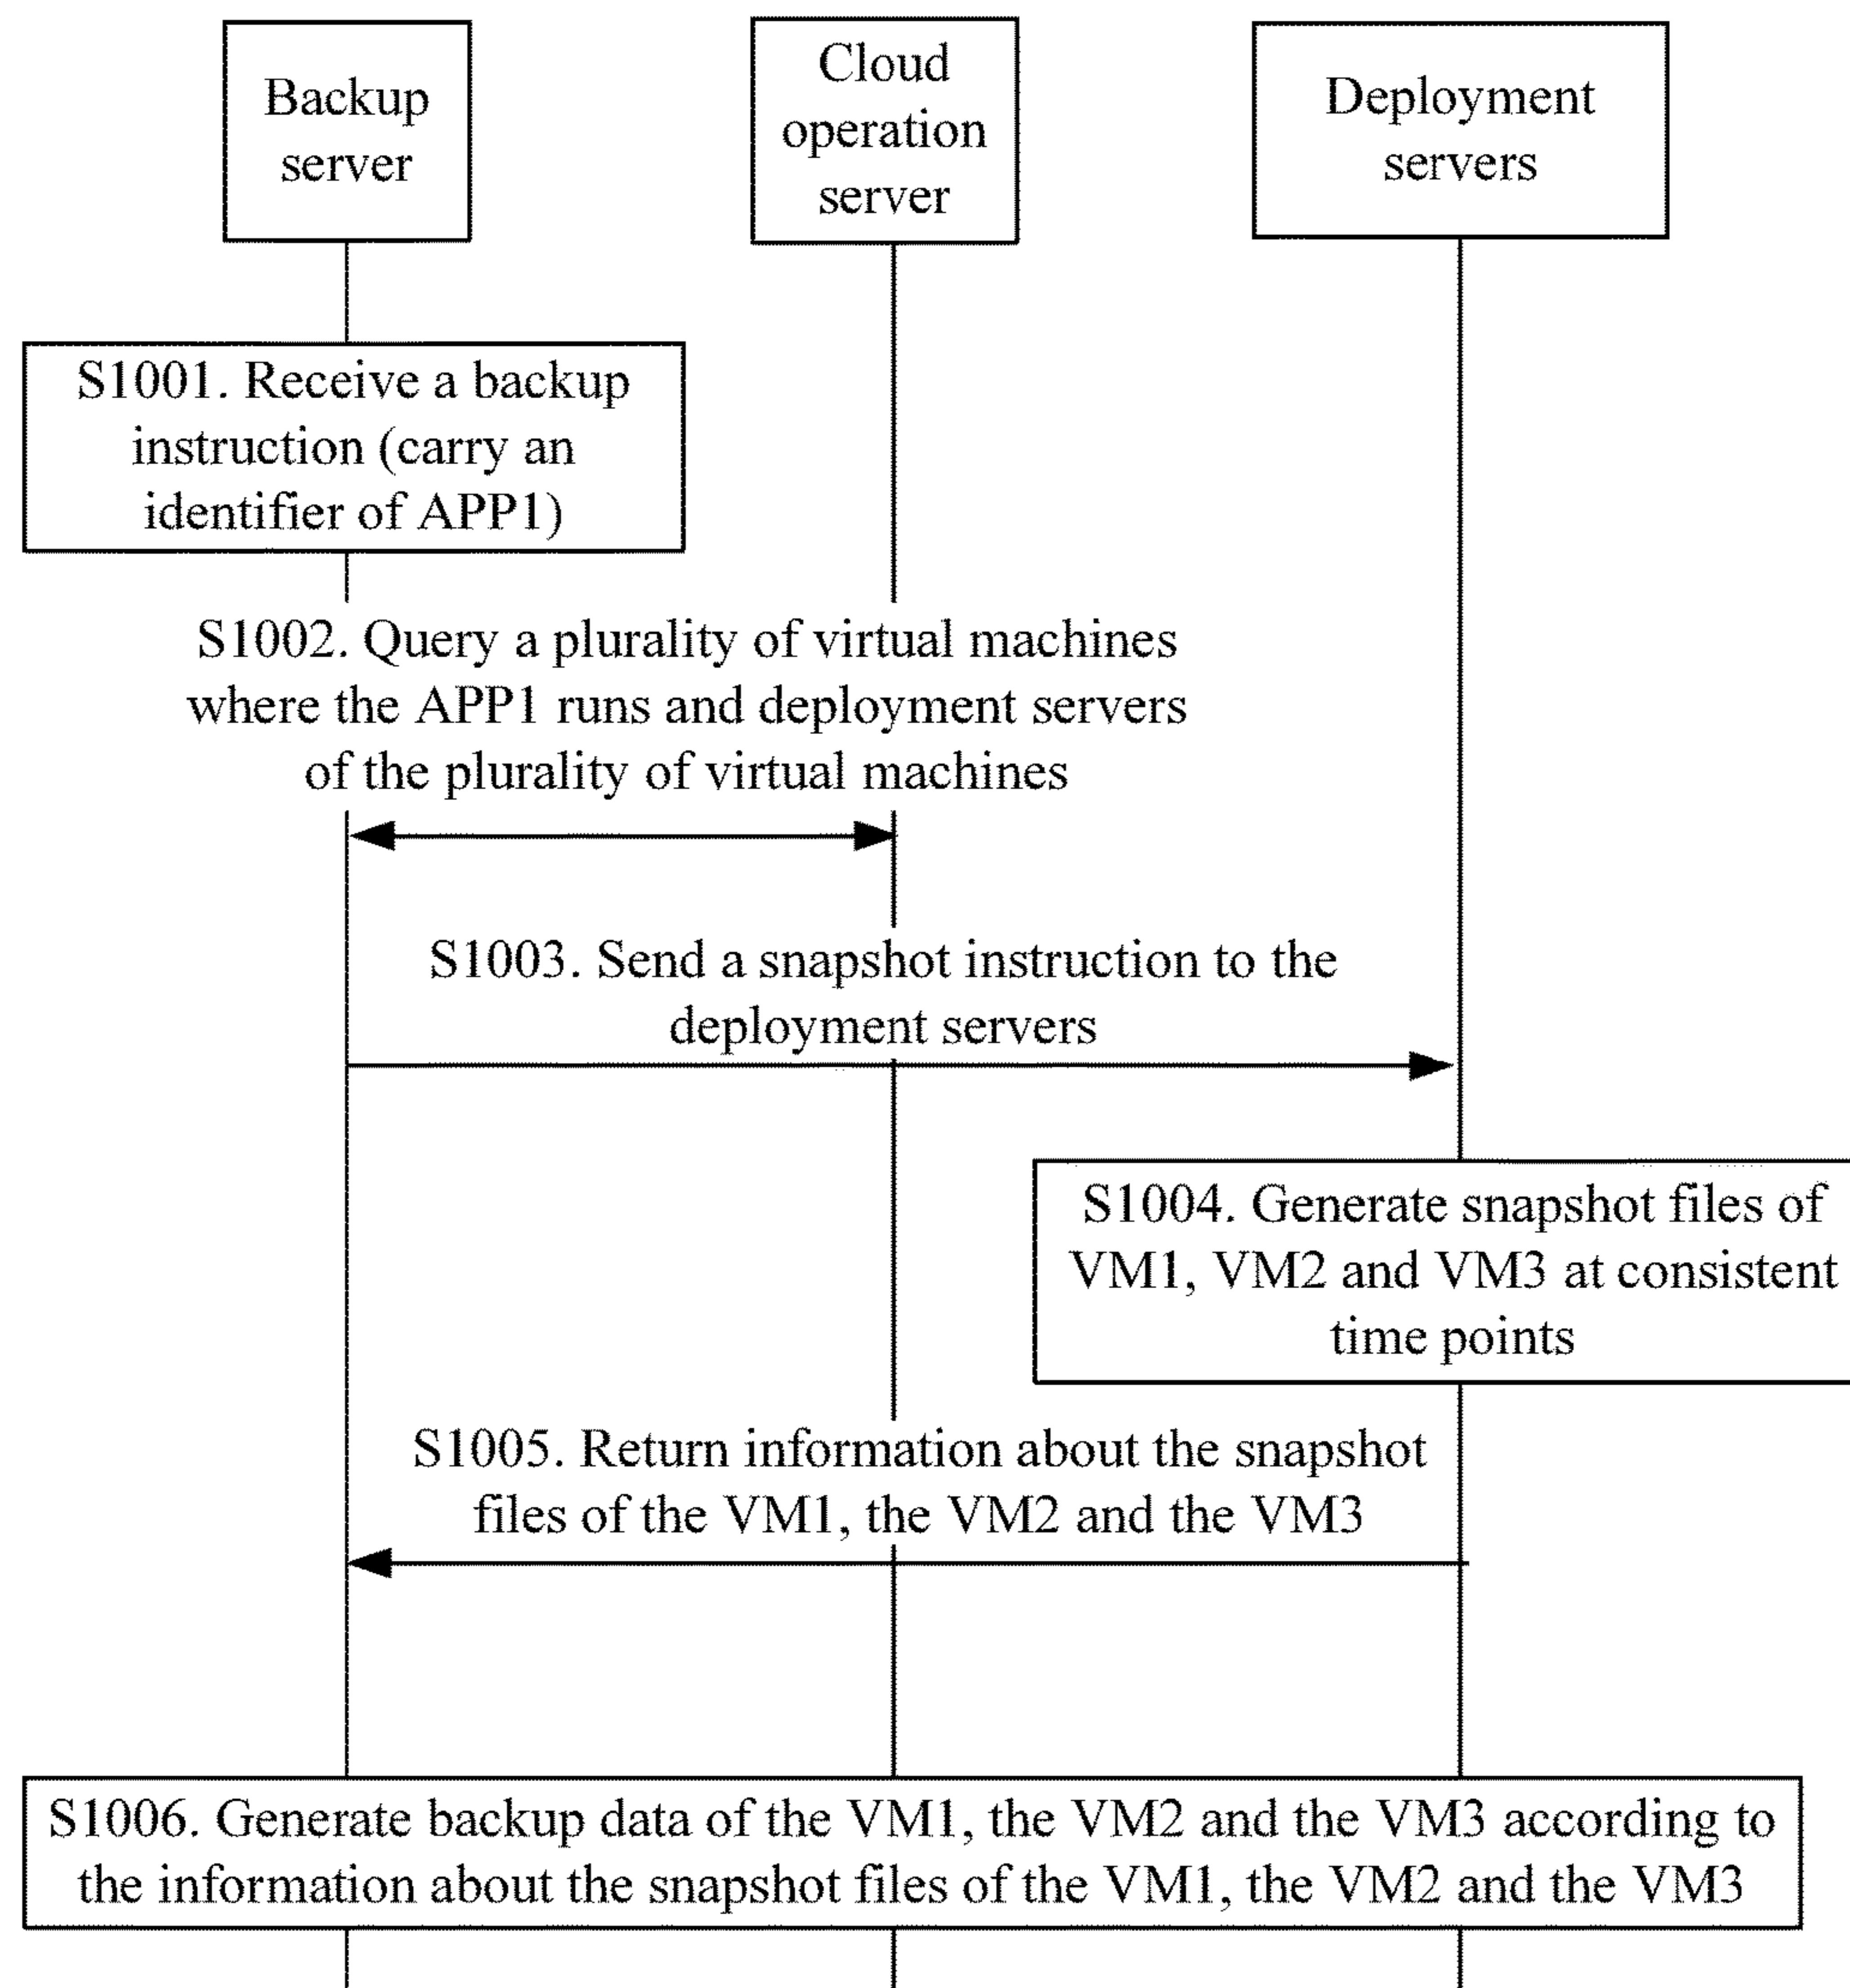 Backup
server
Cloud
operation
server
Deployment
servers
S1001. Receive a backup
instruction (carry an
identifier of APP1)
S1002. Query a plurality of virtual machines
where the APP1 runs and deployment servers
of the plurality of virtual machines
S1003. Send a snapshot instruction to the
deployment servers
S1004. Generate snapshot files of
VM1, VM2 and VM3 at consistent
time points
S1005. Return information about the snapshot
files of the VM1, the VM2 and the VM3
S1006. Generate backup data of the VM1, the VM2 and the VM3 according to
the information about the snapshot files of the VM1, the VM2 and the VM3